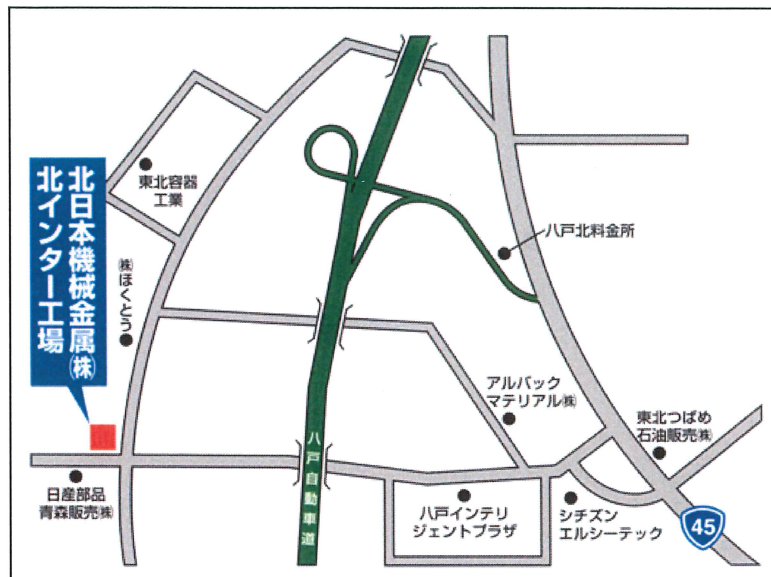 東北容器
工業
北日本機械金属㈱
北インター工場
㈱ほくとう
八戸北料金所
アルバック
マテリアル㈱
東北つばめ
石油販売㈱
八戸自動車道
日産部品
青森販売㈱
八戸インテリ
ジェントプラザ
シチズン
エルシーテック
45